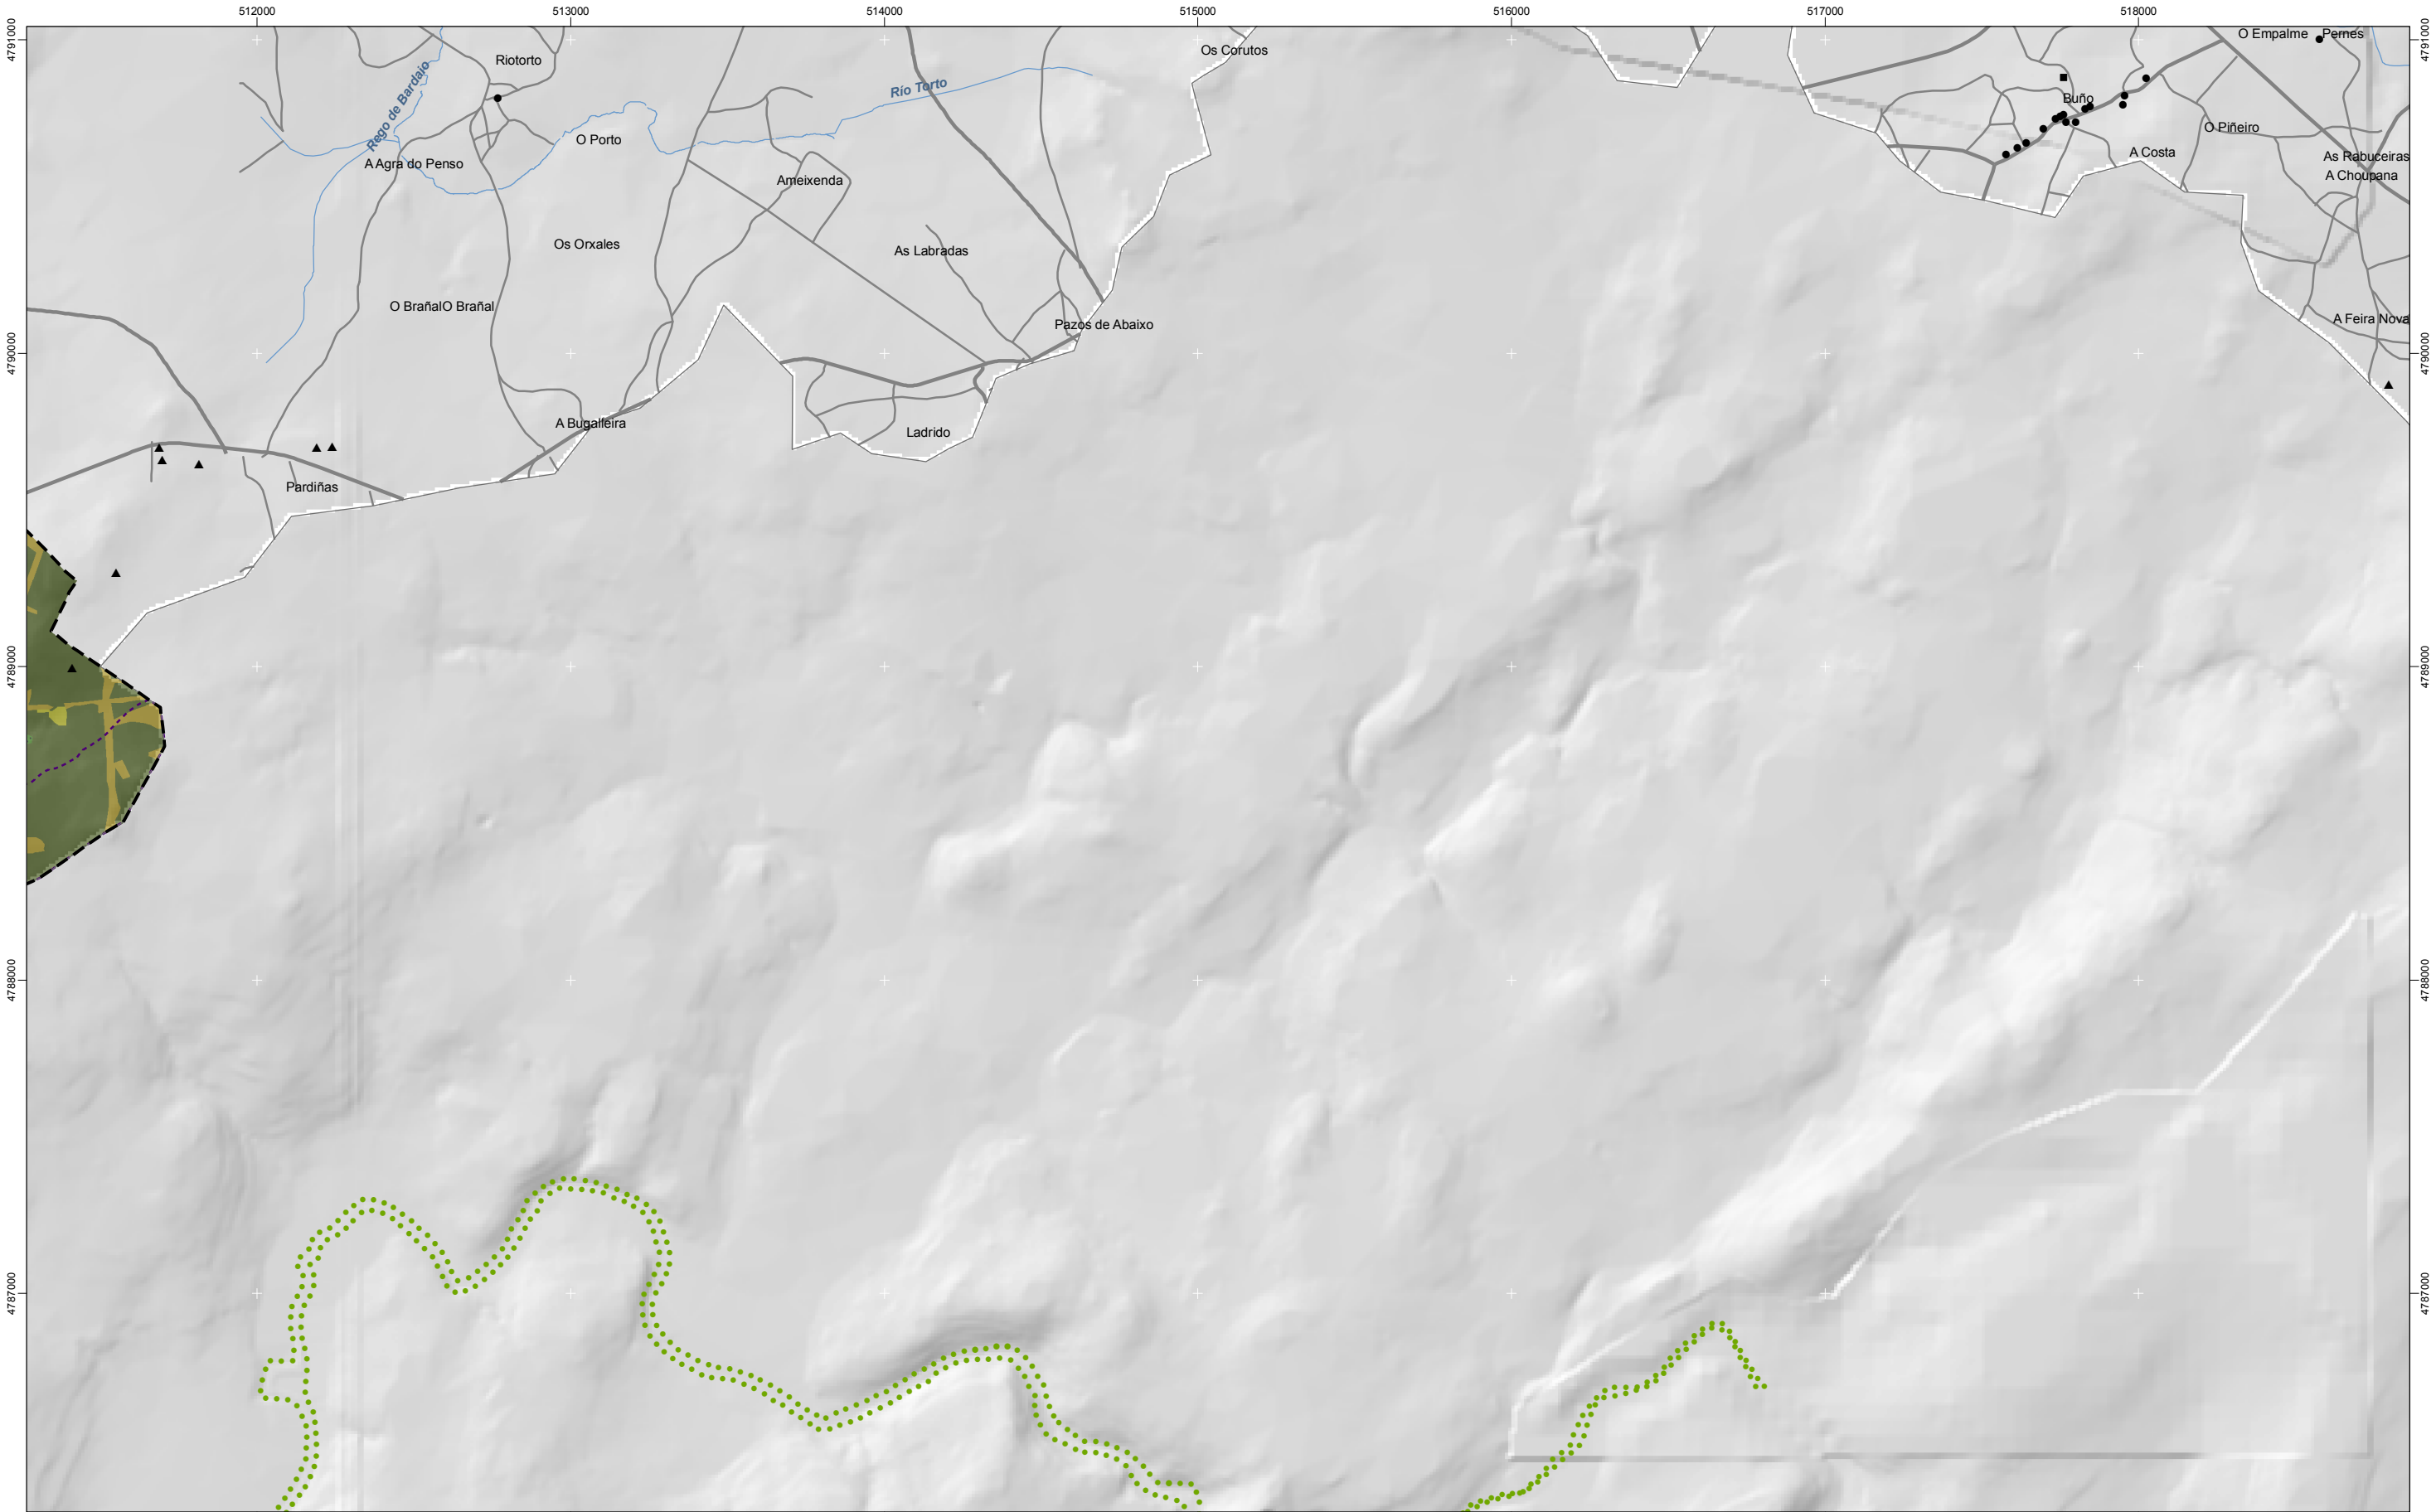 512000
513000
514000
515000
516000
517000
518000
4791000
4791000
Riotorto
Os Corutos
O Empalme
Pernes
Rego de Bardaio
Río Torto
Buño
O Porto
O Piñeiro
A Agra do Penso
A Costa
As Rabuceiras
Ameixenda
A Choupana
Os Orxales
As Labradas
O Brañal
O Brañal
Pazos de Abaixo
A Feira Nova
4790000
4790000
A Bugalfeira
Ladrido
Pardiñas
4789000
4789000
4788000
4788000
4787000
4787000